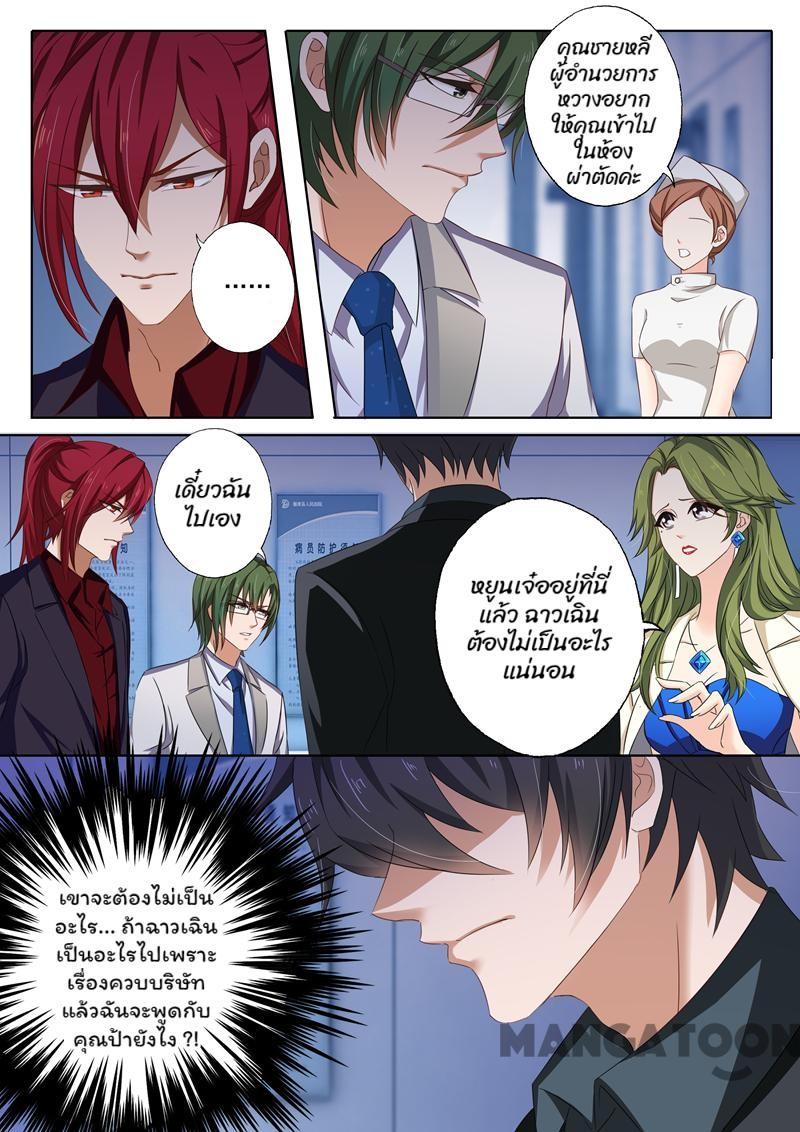 ......
คุณชายหลี
ผู้อำนวยการ
หวางอยาก
ให้คุณเข้าไป
ในห้อง
ผ่าตัดค่ะ
เดี๋ยวฉัน
ไปเอง
หยุนเจ๋ออยู่ที่นี่
แล้ว ฉาวเฉิน
ต้องไม่เป็นอะไร
แน่นอน
เขาจะต้องไม่เป็น
อะไร... ถ้าฉาวเฉิน
เป็นอะไรไปเพราะ
เรื่องควบบริษัท
แล้วฉันจะพูดกับ
คุณป้ายังไง ?!
MANGATOON